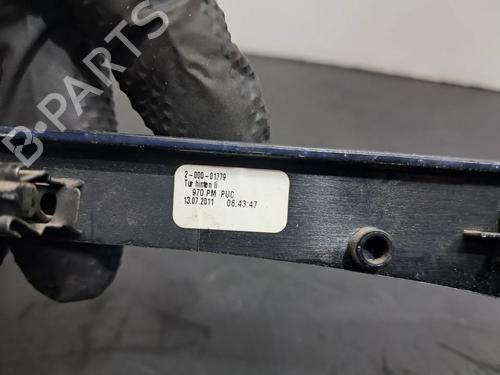 2-000-01779
Tür hinten li
970 PM PUC
13.07.2011 06:43:47
B-PARTS